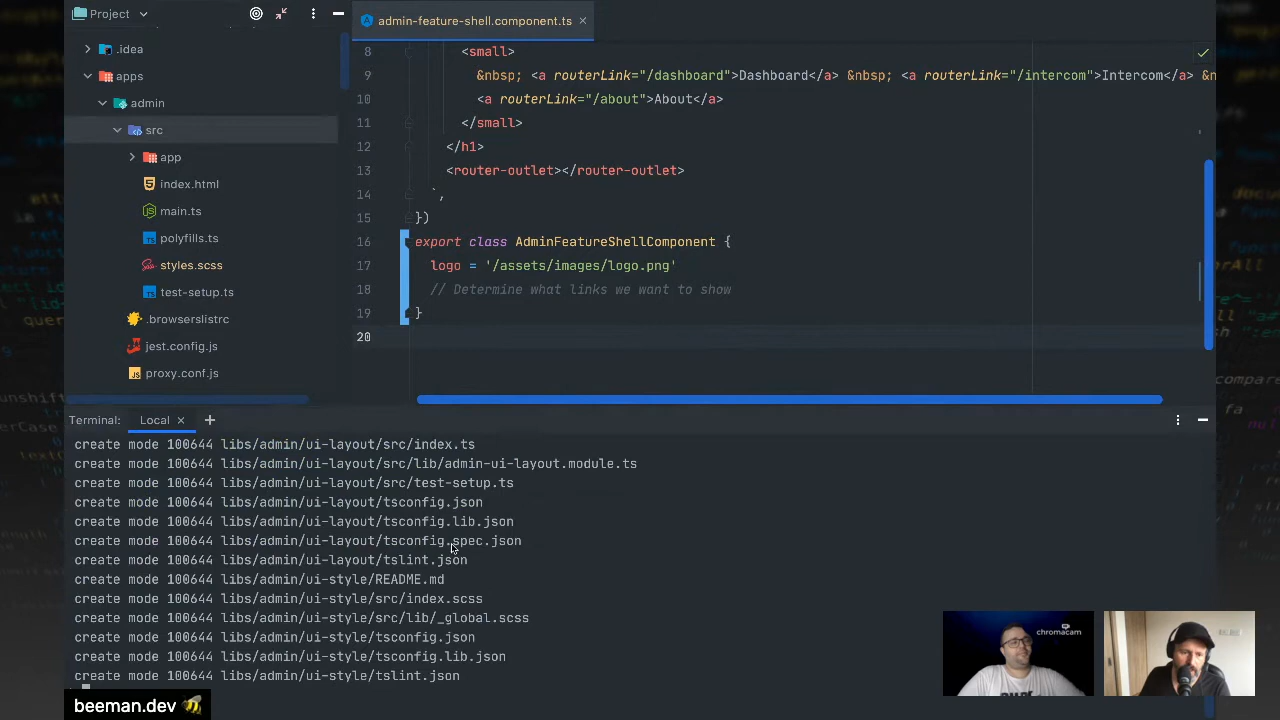 Project
admin-feature-shell.component.ts
.idea
apps
admin
src
app
index.html
main.ts
polyfills.ts
styles.scss
test-setup.ts
.browserslistrc
jest.config.js
proxy.conf.js
8 <small>
9 &nbsp; <a routerLink="/dashboard">Dashboard</a> &nbsp; <a routerLink="/intercom">Intercom</a> &n
10 <a routerLink="/about">About</a>
11 </small>
12 </h1>
13 <router-outlet></router-outlet>
14 `,
15 })
16 export class AdminFeatureShellComponent {
17 logo = '/assets/images/logo.png'
18 // Determine what links we want to show
19 }
20
Terminal: Local
create mode 100644 libs/admin/ui-layout/src/index.ts
create mode 100644 libs/admin/ui-layout/src/lib/admin-ui-layout.module.ts
create mode 100644 libs/admin/ui-layout/src/test-setup.ts
create mode 100644 libs/admin/ui-layout/tsconfig.json
create mode 100644 libs/admin/ui-layout/tsconfig.lib.json
create mode 100644 libs/admin/ui-layout/tsconfig.spec.json
create mode 100644 libs/admin/ui-layout/tslint.json
create mode 100644 libs/admin/ui-style/README.md
create mode 100644 libs/admin/ui-style/src/index.scss
create mode 100644 libs/admin/ui-style/src/lib/_global.scss
create mode 100644 libs/admin/ui-style/tsconfig.json
create mode 100644 libs/admin/ui-style/tsconfig.lib.json
create mode 100644 libs/admin/ui-style/tslint.json
chromacam
beeman.dev